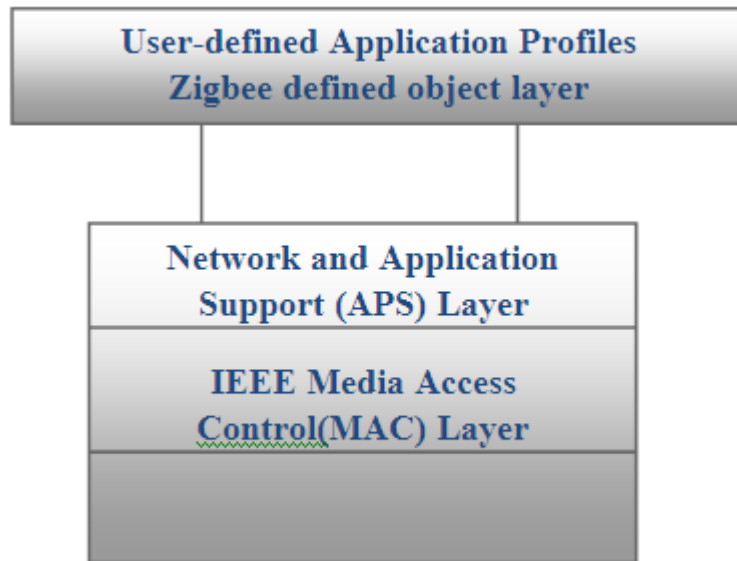 User-defined Application Profiles
Zigbee defined object layer
Network and Application
Support (APS) Layer
IEEE Media Access
Control(MAC) Layer